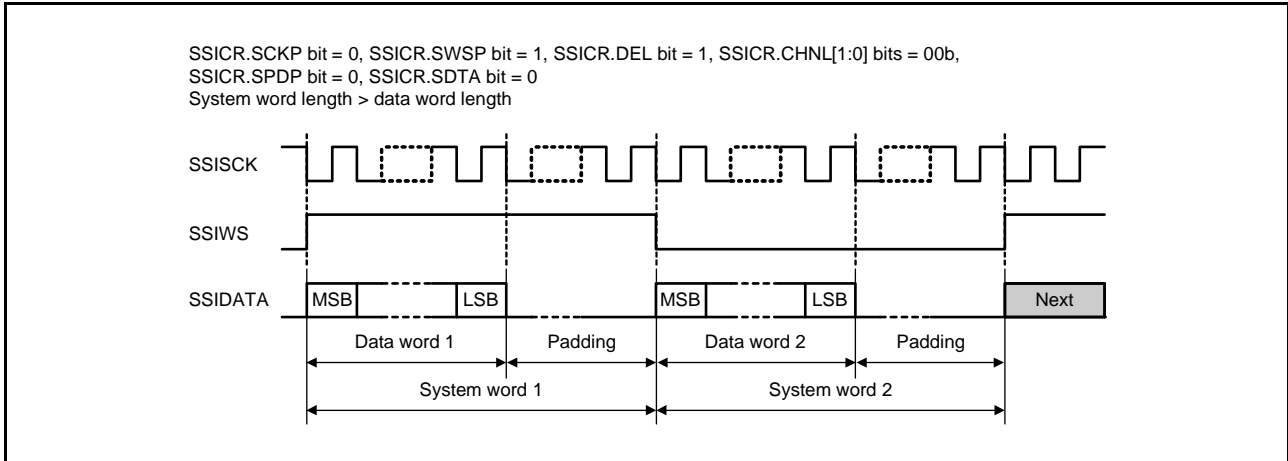 SSICR.SCKP bit = 0, SSICR.SWSP bit = 1, SSICR.DEL bit = 1, SSICR.CHNL[1:0] bits = 00b,
SSICR.SPDP bit = 0, SSICR.SDTA bit = 0
System word length > data word length
SSISCK
SSIWS
SSIDATA MSB LSB MSB LSB Next
Data word 1 Padding Data word 2 Padding
System word 1 System word 2